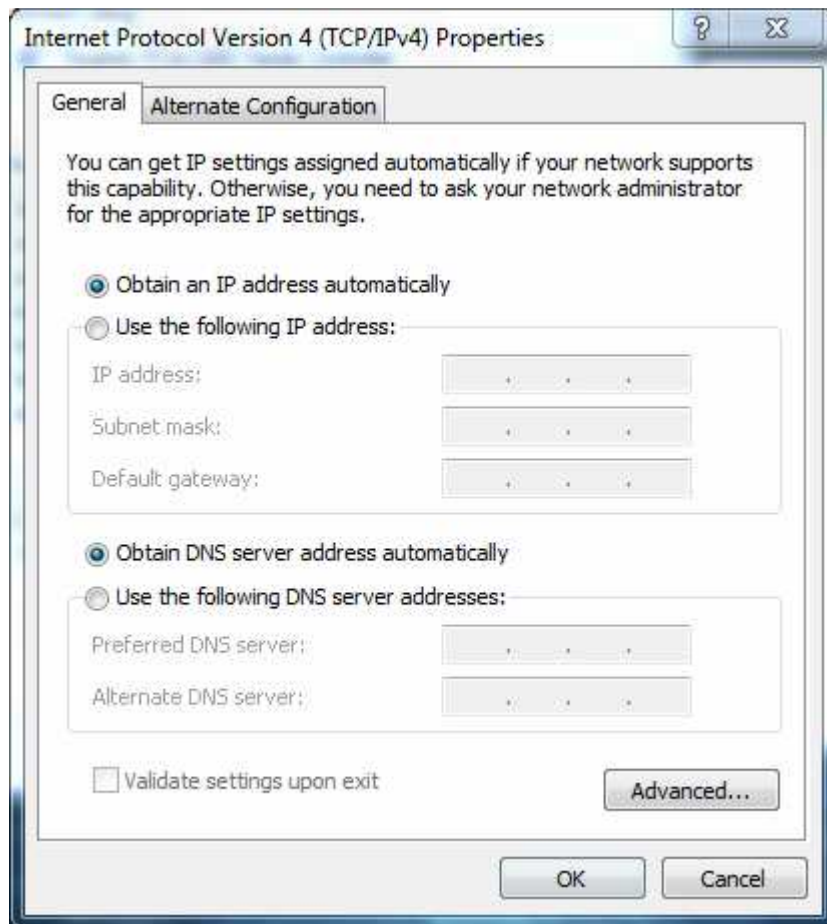 Internet Protocol Version 4 (TCP/IPv4) Properties
?
General
Alternate Configuration
You can get IP settings assigned automatically if your network supports
this capability. Otherwise, you need to ask your network administrator
for the appropriate IP settings.
Obtain an IP address automatically
Use the following IP address:
IP address:
Subnet mask:
Default gateway:
Obtain DNS server address automatically
Use the following DNS server addresses:
Preferred DNS server:
Alternate DNS server:
Validate settings upon exit
Advanced...
OK
Cancel